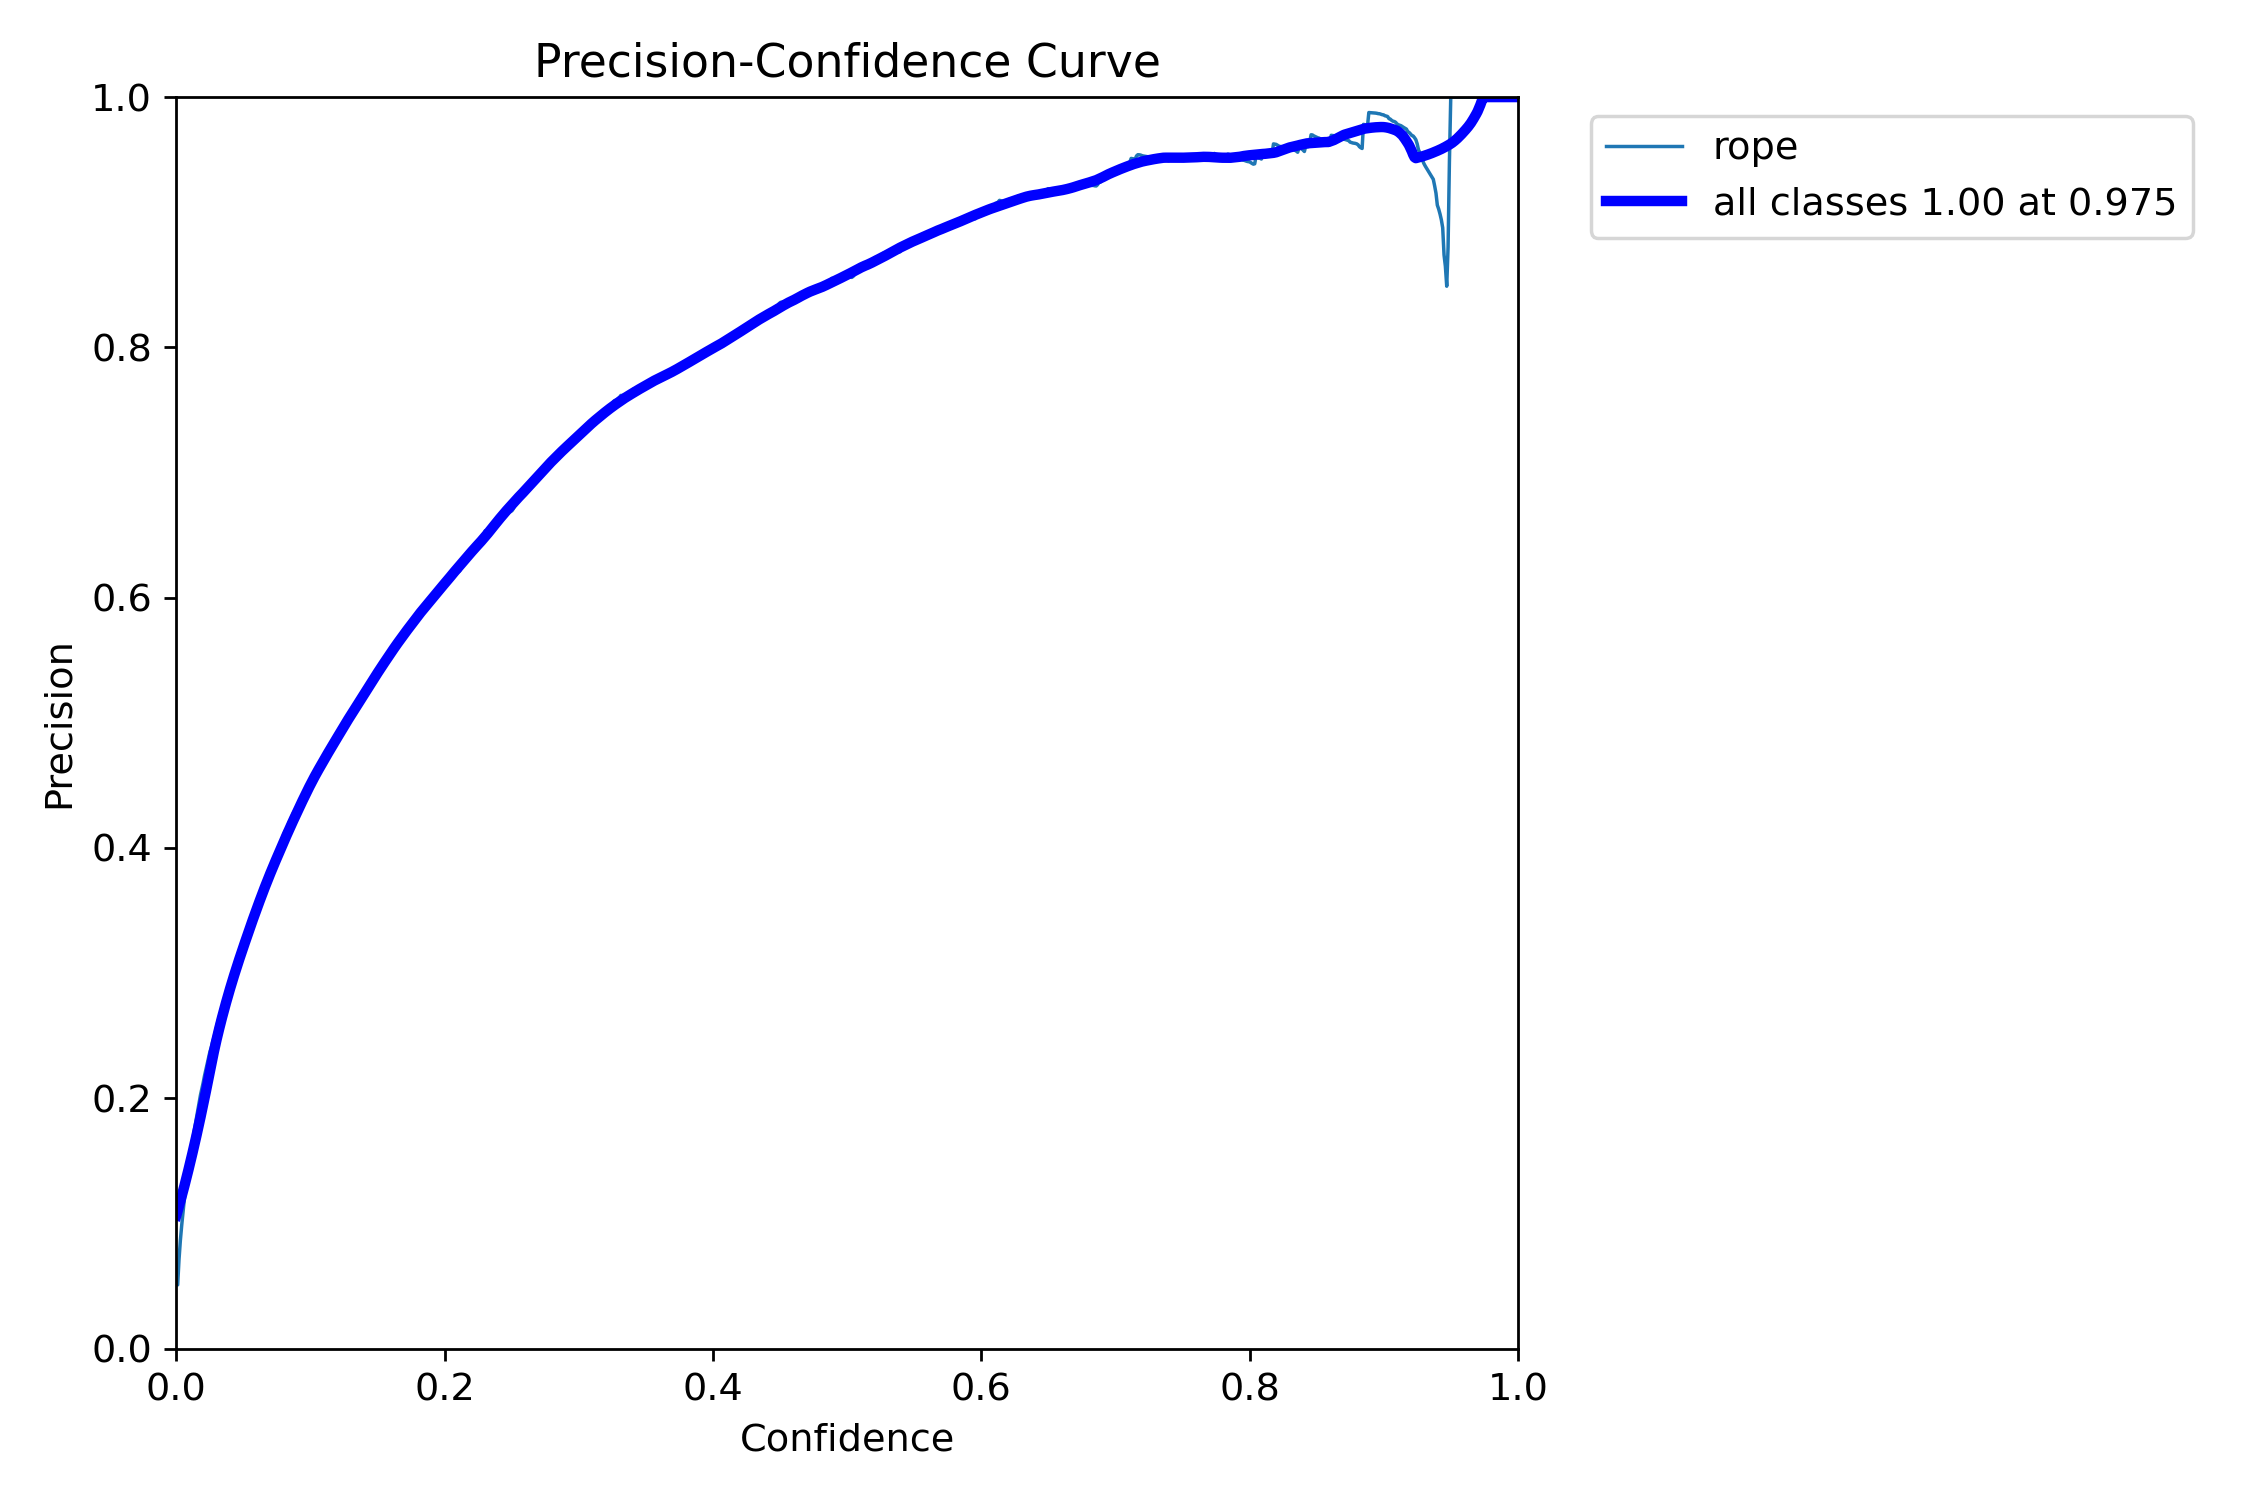 Precision-Confidence Curve
1.0
0.8
0.6
0.4
0.2
0.0
Precision
0.0 0.2 0.4 0.6 0.8 1.0
Confidence
rope
all classes 1.00 at 0.975